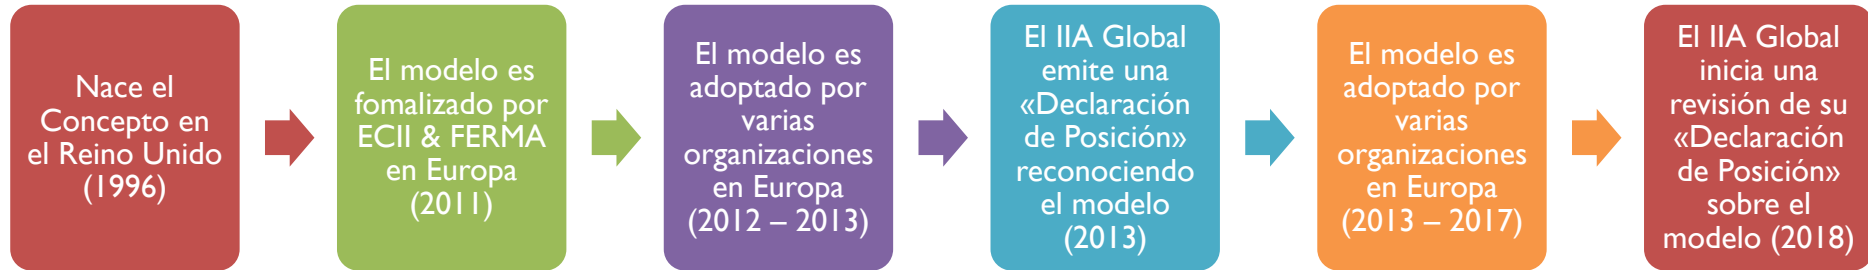 Nace el
Concepto en
el Reino Unido
(1996)
El modelo es
fomalizado por
ECII & FERMA
en Europa
(2011)
El modelo es
adoptado por
varias
organizaciones
en Europa
(2012 – 2013)
El IIA Global
emite una
«Declaración
de Posición»
reconociendo
el modelo
(2013)
El modelo es
adoptado por
varias
organizaciones
en Europa
(2013 – 2017)
El IIA Global
inicia una
revisión de su
«Declaración
de Posición»
sobre el
modelo (2018)